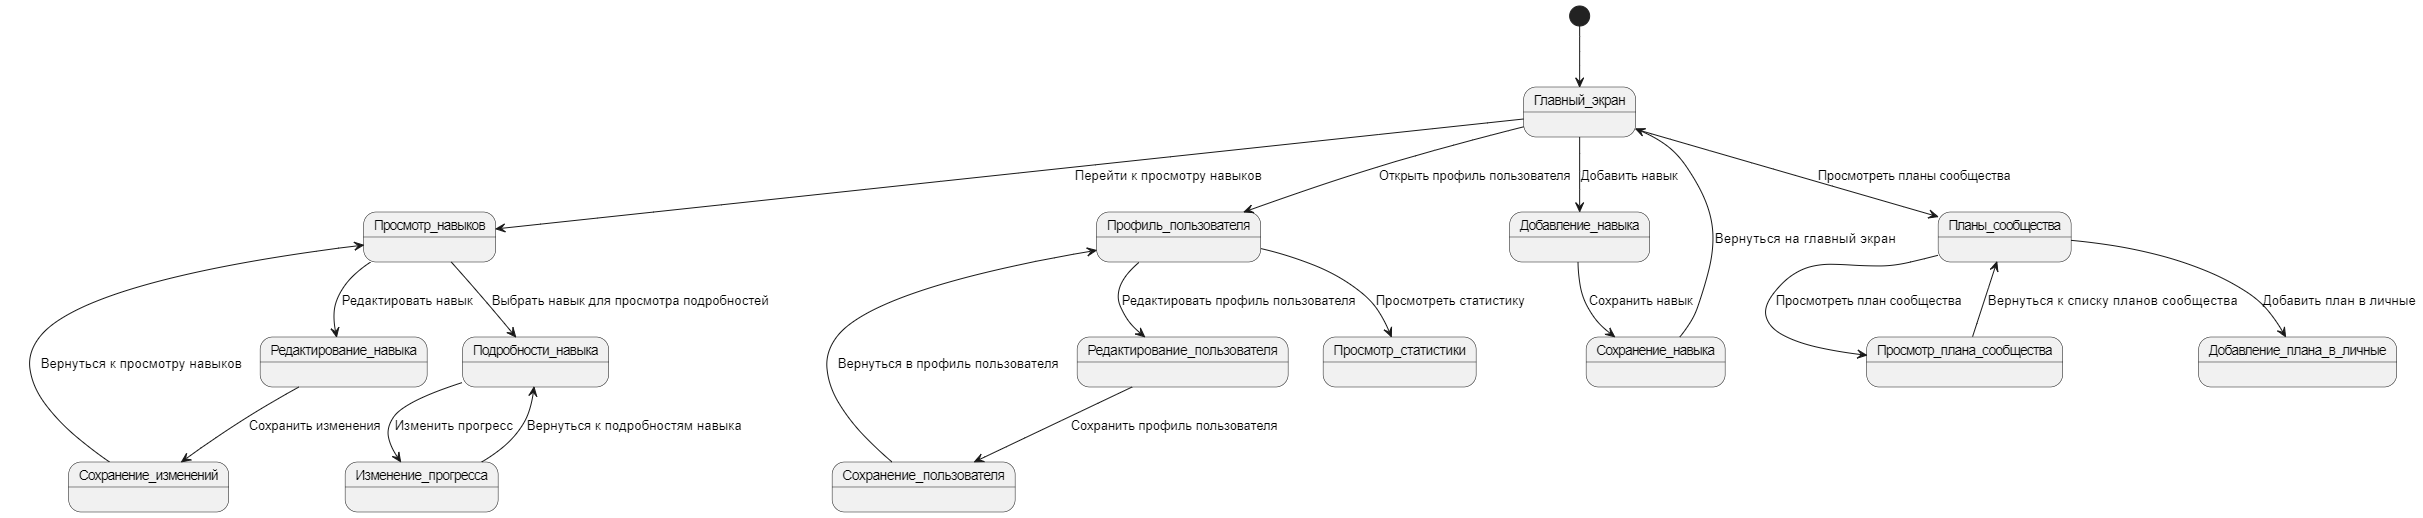 Главный_экран
Перейти к просмотру навыков
Открыть профиль пользователя
Добавить навык
Просмотреть планы сообщества
Просмотр_навыков
Профиль_пользователя
Добавление_навыка
Планы_сообщества
Вернуться на главный экран
Редактировать навык
Выбрать навык для просмотра подробностей
Редактировать профиль пользователя
Просмотреть статистику
Сохранить навык
Просмотреть план сообщества
Вернуться к списку планов сообщества
Добавить план в личные
Вернуться к просмотру навыков
Редактирование_навыка
Подробности_навыка
Вернуться в профиль пользователя
Редактирование_пользователя
Просмотр_статистики
Сохранение_навыка
Просмотр_плана_сообщества
Добавление_плана_в_личные
Сохранить изменения
Изменить прогресс
Вернуться к подробностям навыка
Сохранить профиль пользователя
Сохранение_изменений
Изменение_прогресса
Сохранение_пользователя